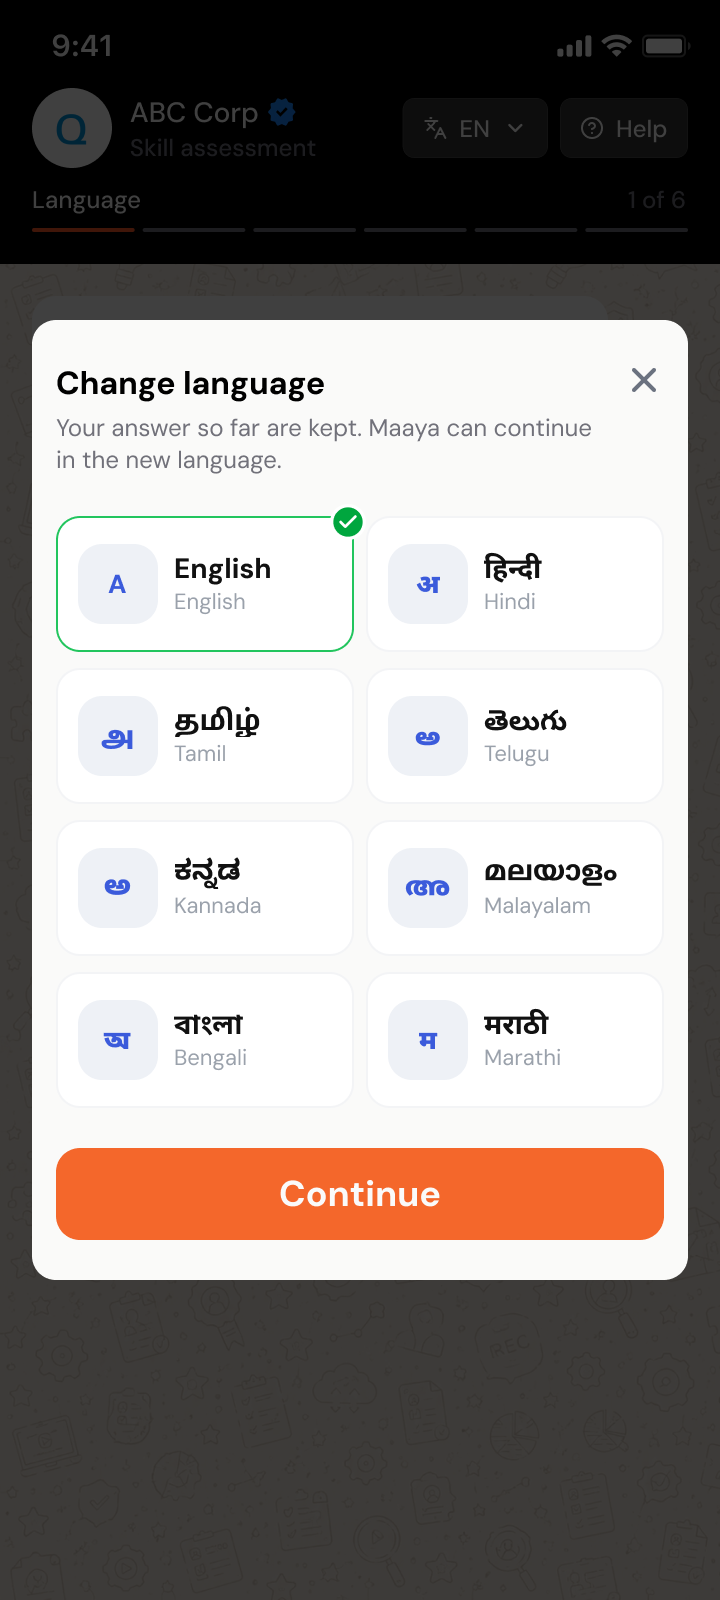 9:41
ABC Corp
Skill assessment
EN
Help
Language
1 of 6
Change language
Your answer so far are kept. Maaya can continue
in the new language.
A
English
English
अ
हिन्दी
Hindi
அ
தமிழ்
Tamil
అ
తెలుగు
Telugu
ಅ
ಕನ್ನಡ
Kannada
അ
മലയാളം
Malayalam
অ
বাংলা
Bengali
म
मराठी
Marathi
Continue
REC